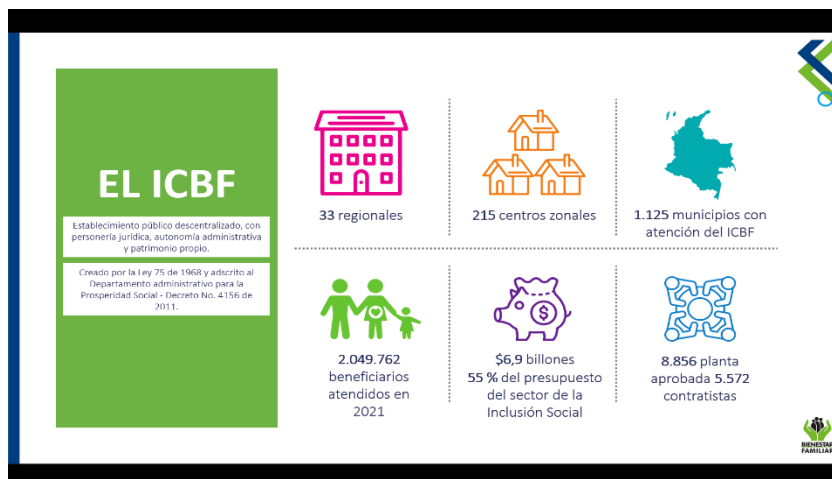 EL ICBF
Establecimiento público descentralizado, con
personería jurídica, autonomía administrativa
y patrimonio propio.
Creado por la Ley 75 de 1968 y adscrito al
Departamento administrativo para la
Prosperidad Social - Decreto No. 4156 de
2011.
33 regionales
215 centros zonales
1.125 municipios con
atención del ICBF
2.049.762
beneficiarios
atendidos en
2021
$6,9 billones
55 % del presupuesto
del sector de la
Inclusión Social
8.856 planta
aprobada 5.572
contratistas
BIENESTAR
FAMILIAR